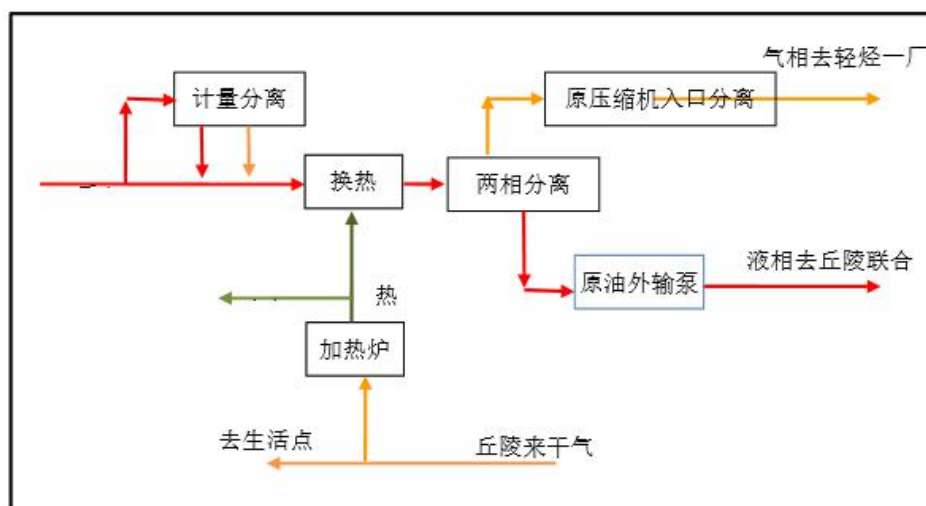 气相去轻烃一厂
计量分离
原压缩机入口分离
换热
两相分离
液相去丘陵联合
原油外输泵
热
加热炉
去生活点
丘陵来干气